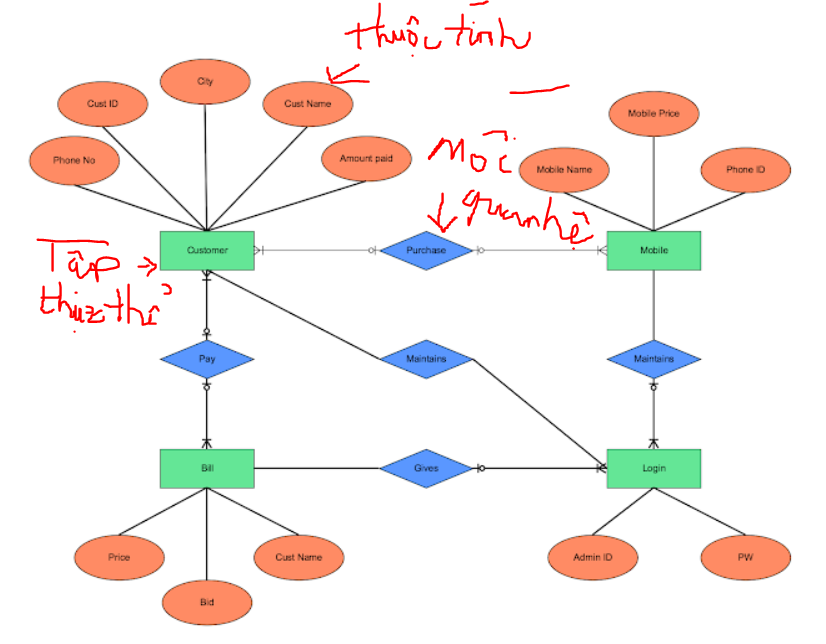 thuộc tính
City
Cust ID
Cust Name
Mobile Price
Phone No
Amount paid
Mối
quan hệ
Mobile Name
Phone ID
Customer
Purchase
Mobile
Tập
thực thể
Pay
Maintains
Maintains
Bill
Gives
Login
Price
Cust Name
Admin ID
PW
Bid